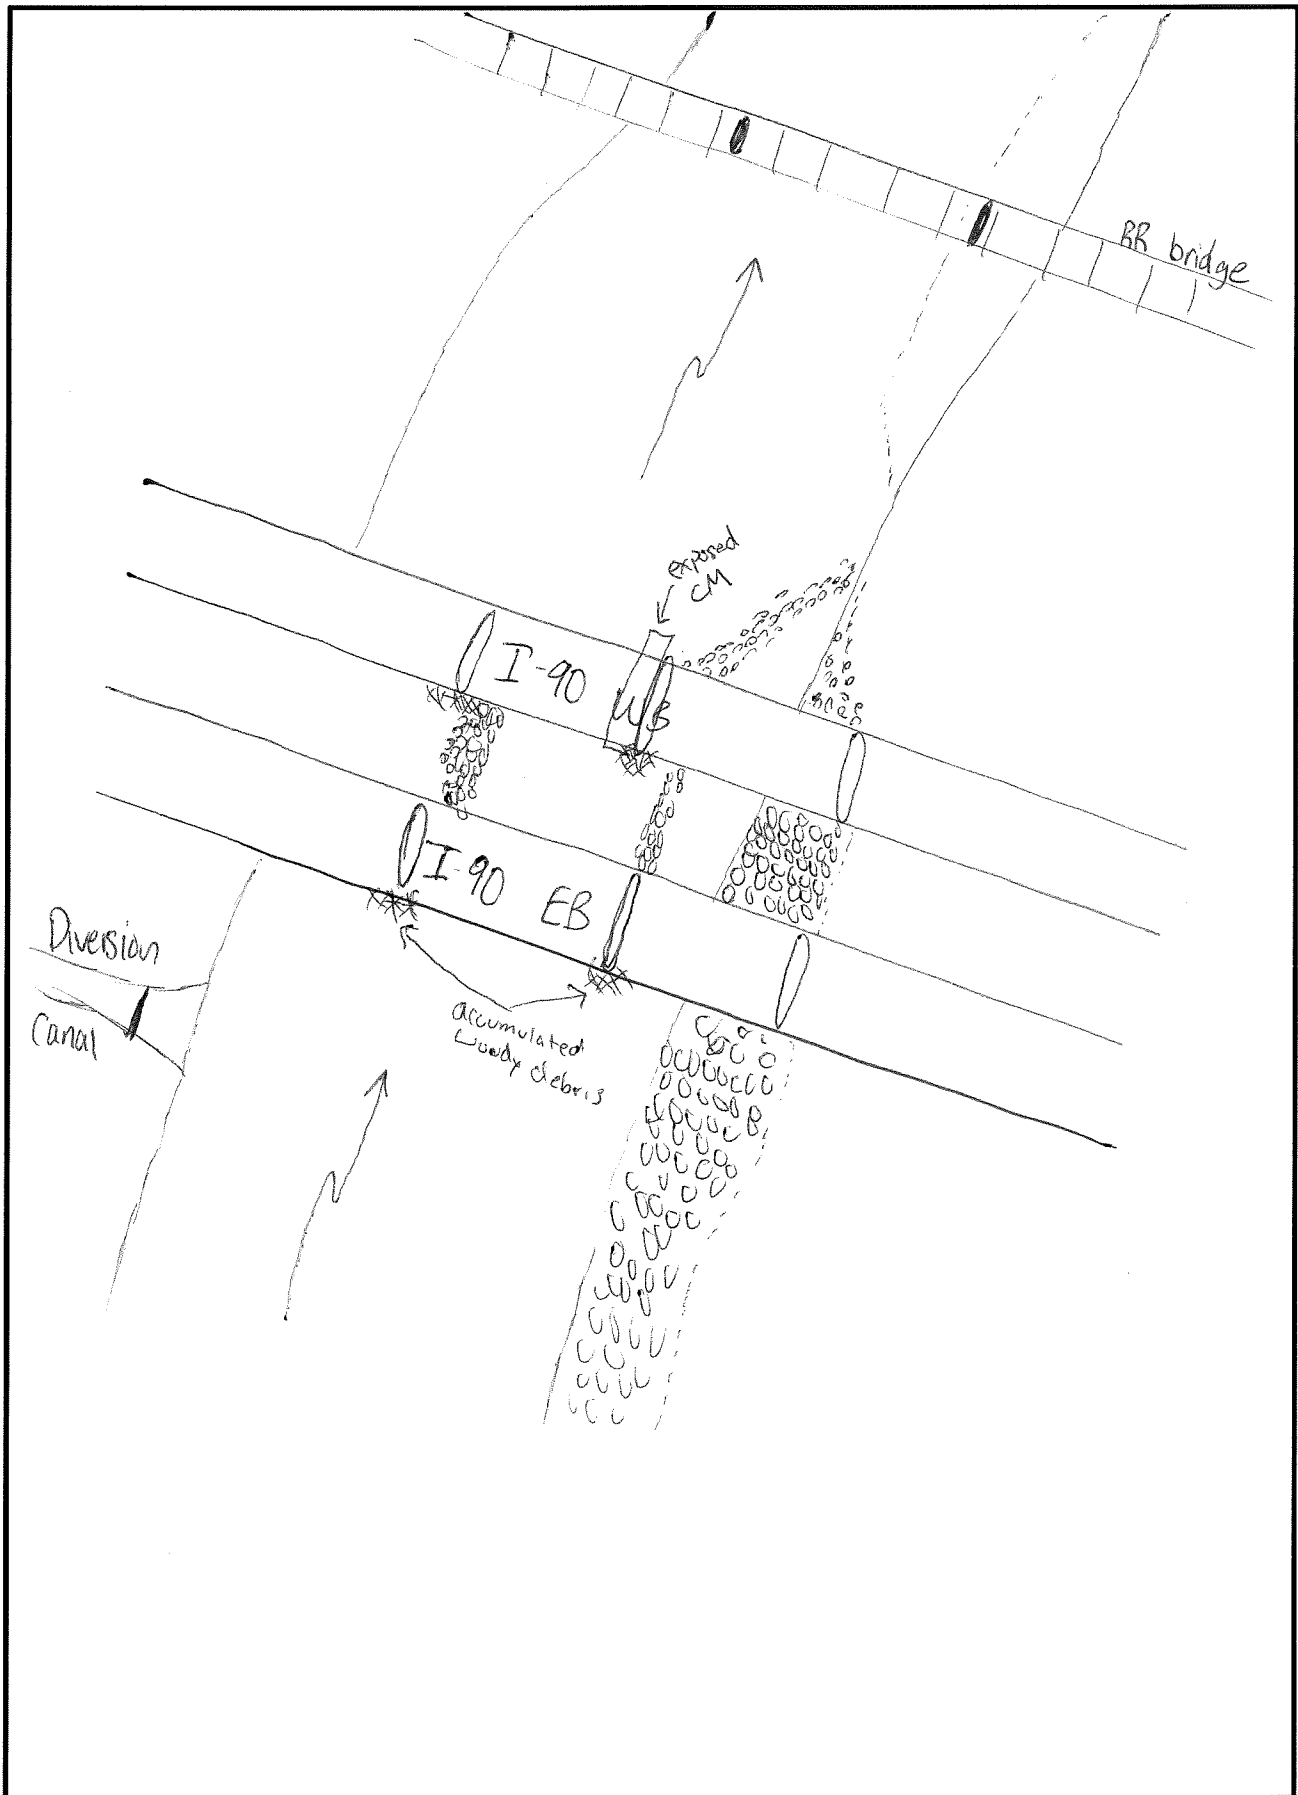 RR bridge
exposed
CM
I-90
WB
I-90 EB
Diversion
Canal
accumulated
woody debris